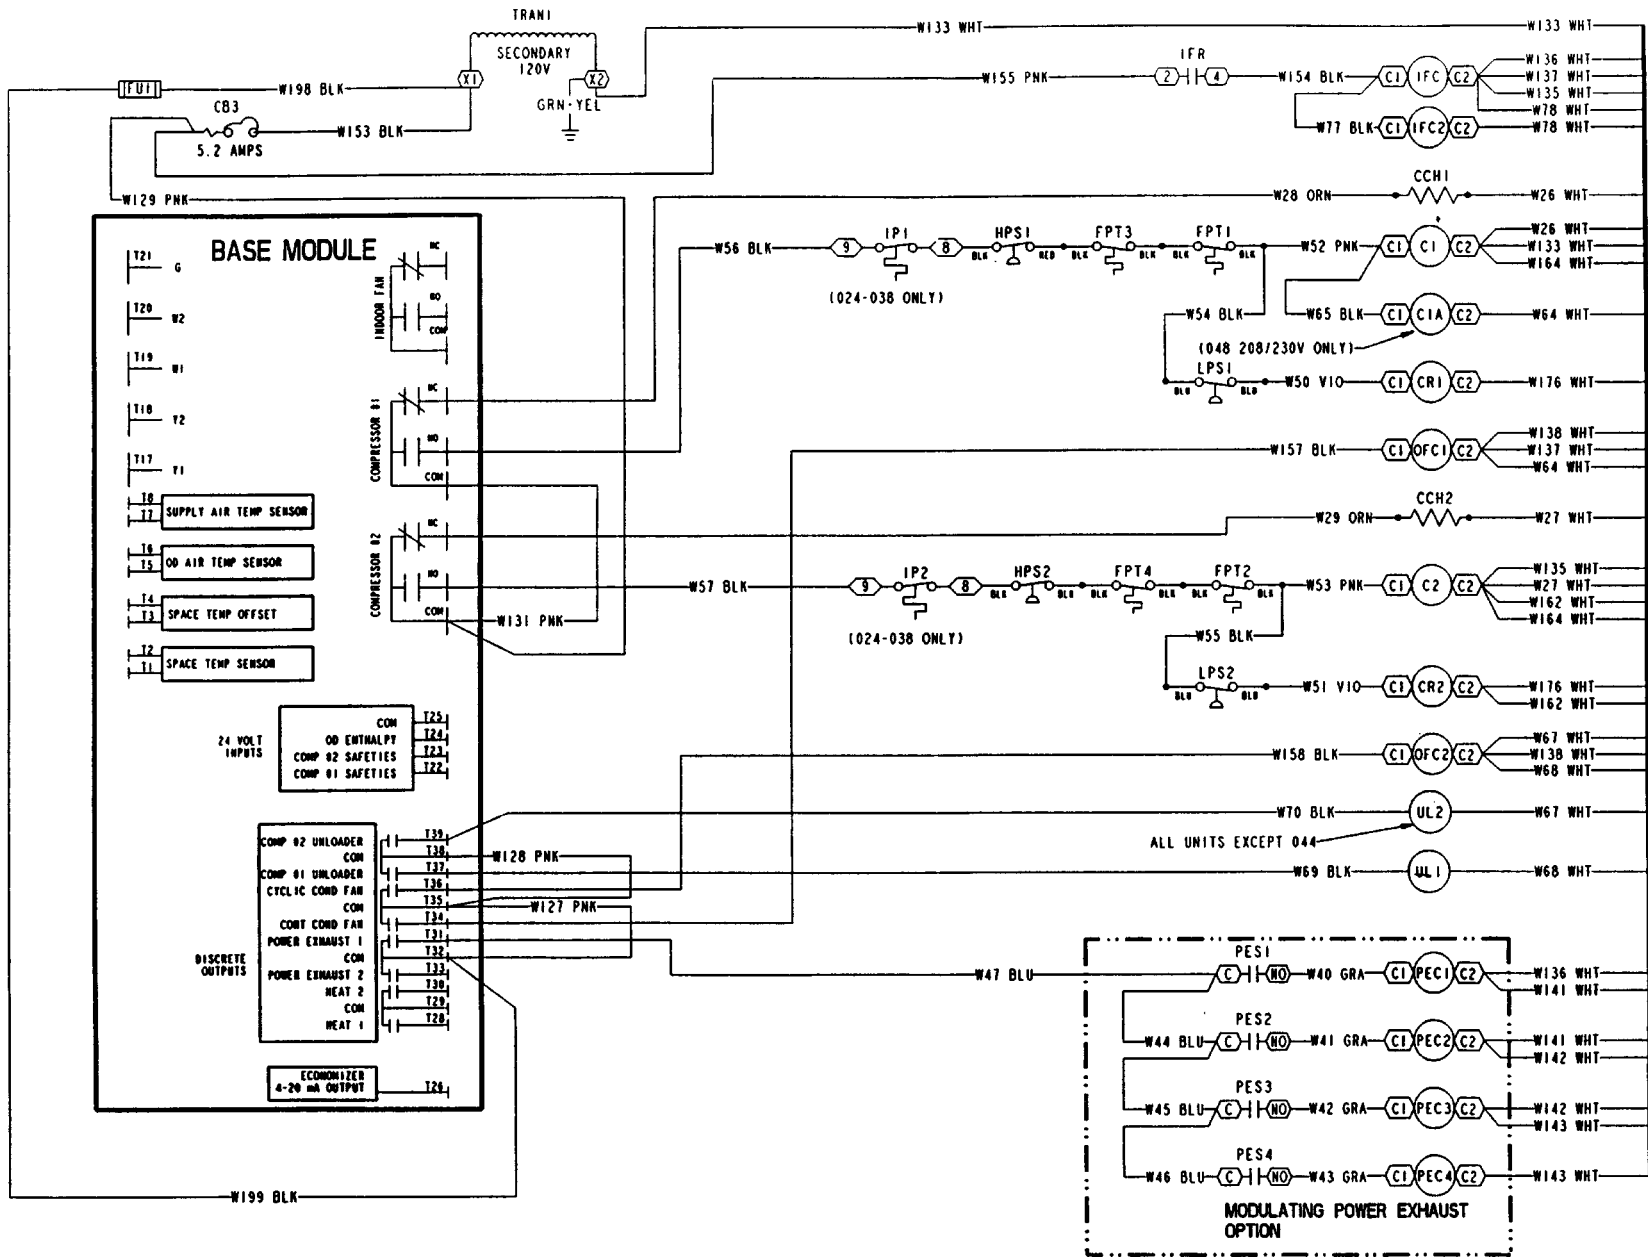 TRAN1
SECONDARY
120V
X1
X2
GRN-YEL
W133 WHT
W133 WHT
FU1
W198 BLK
CB3
5.2 AMPS
W153 BLK
W155 PNK
IFR
2
4
W154 BLK
C1 IFC C2
W136 WHT
W137 WHT
W135 WHT
W78 WHT
W77 BLK
C1 IFC2 C2
W78 WHT
W129 PNK
W28 ORN
CCH1
W26 WHT
W56 BLK
9
IP1
8
(024-038 ONLY)
HPS1
BLK
RED
FPT3
BLK
BLK
FPT1
BLK
BLK
W52 PNK
C1 C1 C2
W26 WHT
W133 WHT
W164 WHT
W54 BLK
W65 BLK
C1 C1A C2
W64 WHT
(048 208/230V ONLY)
LPS1
BLU
BLU
W50 VIO
C1 CR1 C2
W176 WHT
W157 BLK
C1 OFC1 C2
W138 WHT
W137 WHT
W64 WHT
W29 ORN
CCH2
W27 WHT
W57 BLK
9
IP2
8
(024-038 ONLY)
HPS2
BLK
BLK
FPT4
BLK
BLK
FPT2
BLK
BLK
W53 PNK
C1 C2 C2
W135 WHT
W27 WHT
W162 WHT
W164 WHT
W55 BLK
LPS2
BLU
BLU
W51 VIO
C1 CR2 C2
W176 WHT
W162 WHT
W158 BLK
C1 OFC2 C2
W67 WHT
W138 WHT
W68 WHT
W70 BLK
UL2
W67 WHT
ALL UNITS EXCEPT 044
W69 BLK
UL1
W68 WHT
BASE MODULE
T21
G
T20
W2
T19
W1
T18
Y2
T17
Y1
T8
T7
SUPPLY AIR TEMP SENSOR
T6
T5
OD AIR TEMP SENSOR
T4
T3
SPACE TEMP OFFSET
T2
T1
SPACE TEMP SENSOR
INDOOR FAN
NC
NO
COM
COMPRESSOR #1
NC
NO
COM
COMPRESSOR #2
NC
NO
COM
W131 PNK
24 VOLT
INPUTS
COM T25
OD ENTHALPY T24
COMP #2 SAFETIES T23
COMP #1 SAFETIES T22
DISCRETE
OUTPUTS
COMP #2 UNLOADER T39
COM T38
COMP #1 UNLOADER T37
CYCLIC COND FAN T36
COM T35
CONT COND FAN T34
POWER EXHAUST 1 T31
COM T32
POWER EXHAUST 2 T33
HEAT 2 T30
COM T29
HEAT 1 T28
W128 PNK
W127 PNK
ECONOMIZER
4-20 mA OUTPUT
T26
W199 BLK
W47 BLU
PES1
C NO
W40 GRA
C1 PEC1 C2
W136 WHT
W141 WHT
W44 BLU
PES2
C NO
W41 GRA
C1 PEC2 C2
W141 WHT
W142 WHT
W45 BLU
PES3
C NO
W42 GRA
C1 PEC3 C2
W142 WHT
W143 WHT
W46 BLU
PES4
C NO
W43 GRA
C1 PEC4 C2
W143 WHT
MODULATING POWER EXHAUST
OPTION